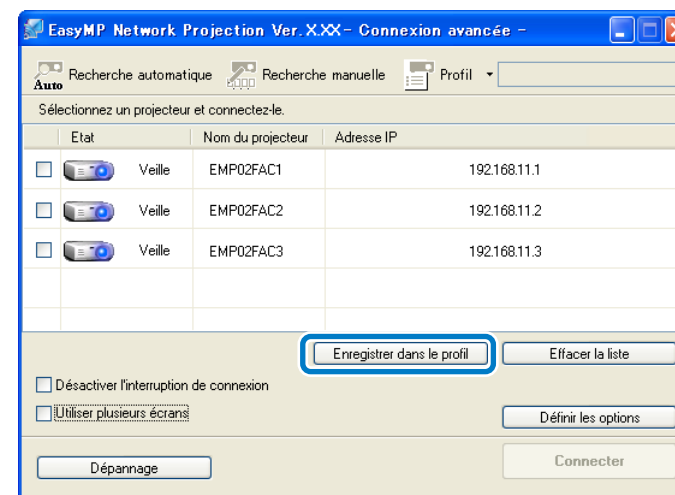 EasyMP Network Projection Ver.X.XX- Connexion avancée -
Auto Recherche automatique Recherche manuelle Profil
Sélectionnez un projecteur et connectez-le.
Etat Nom du projecteur Adresse IP
Veille EMP02FAC1 192.168.11.1
Veille EMP02FAC2 192.168.11.2
Veille EMP02FAC3 192.168.11.3
Enregistrer dans le profil Effacer la liste
Désactiver l'interruption de connexion
Utiliser plusieurs écrans Définir les options
Dépannage Connecter